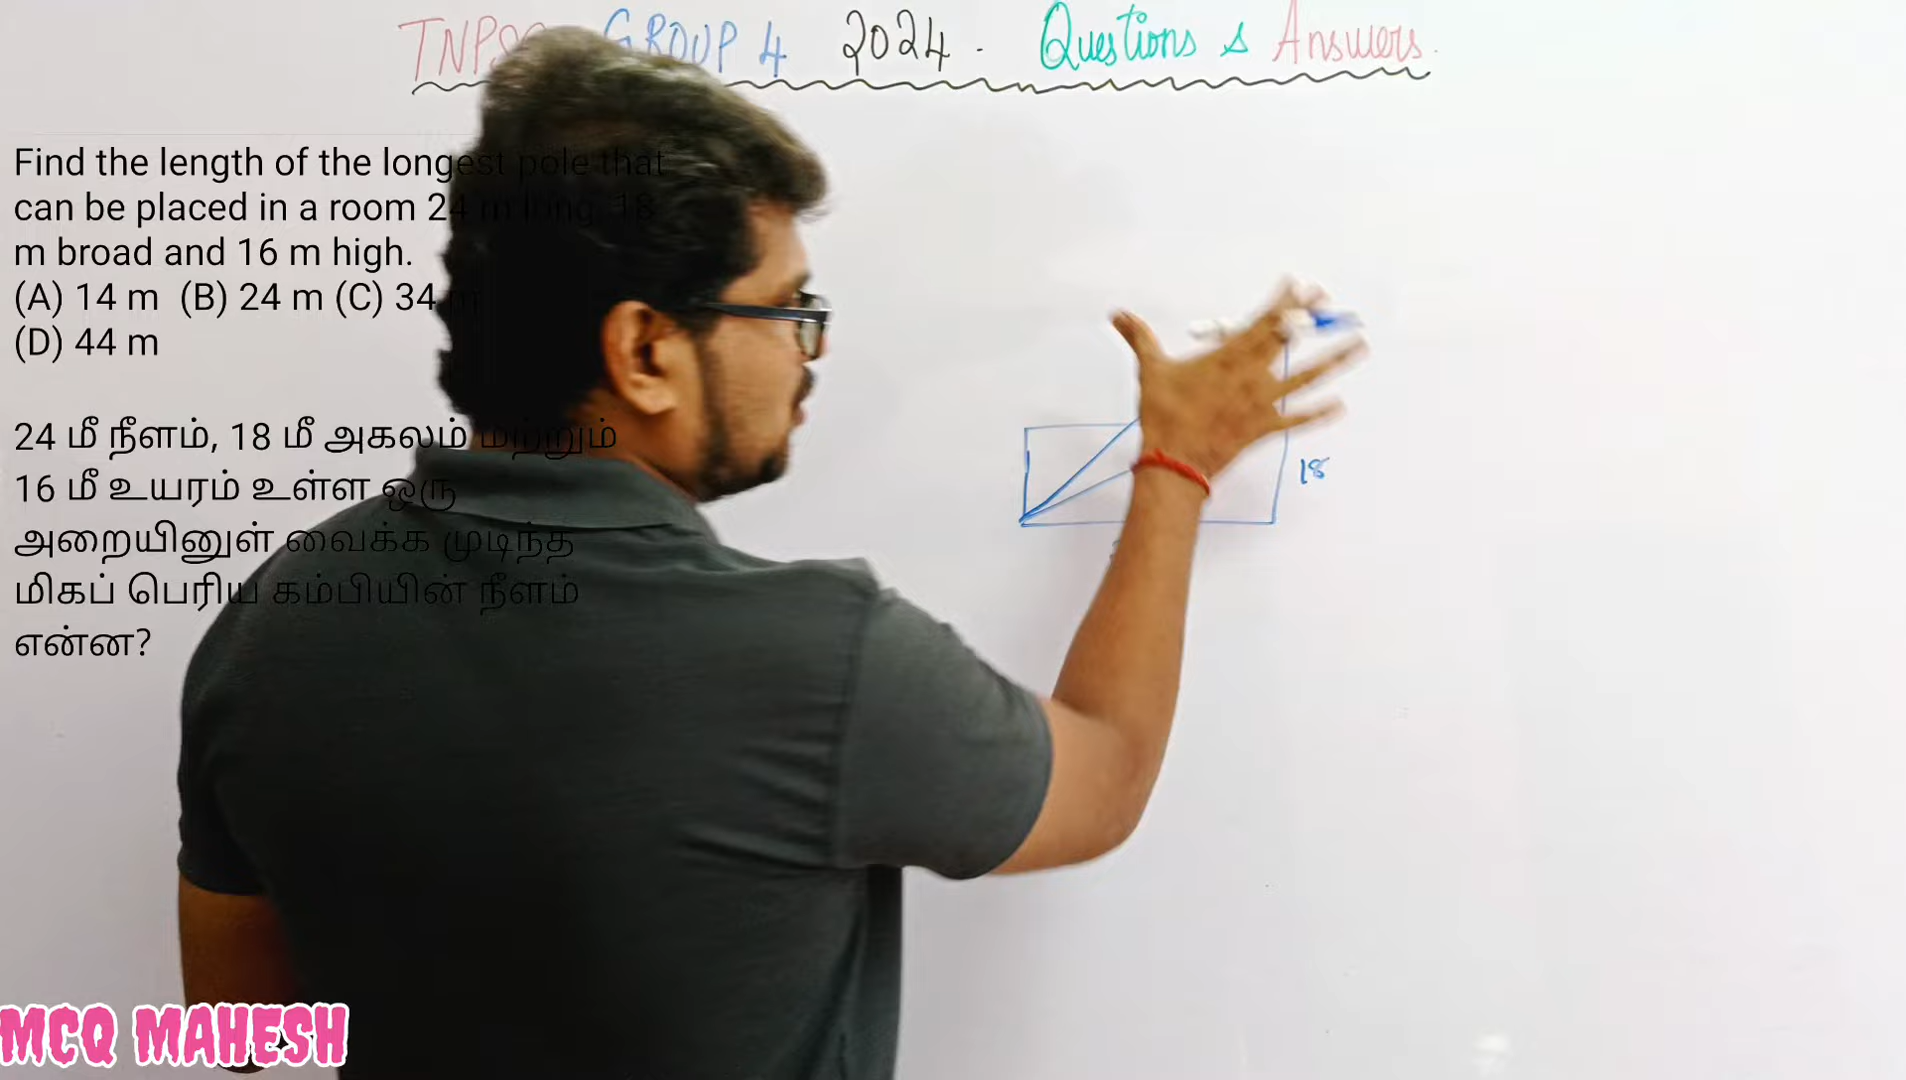 TNPSC GROUP 4 2024. Questions & Answers.
Find the length of the longest pole that
can be placed in a room 24 m long, 18
m broad and 16 m high.
(A) 14 m (B) 24 m (C) 34 m
(D) 44 m
24 மீ நீளம், 18 மீ அகலம் மற்றும்
16 மீ உயரம் உள்ள ஒரு
அறையினுள் வைக்க முடிந்த
மிகப் பெரிய கம்பியின் நீளம்
என்ன?
18
MCQ MAHESH